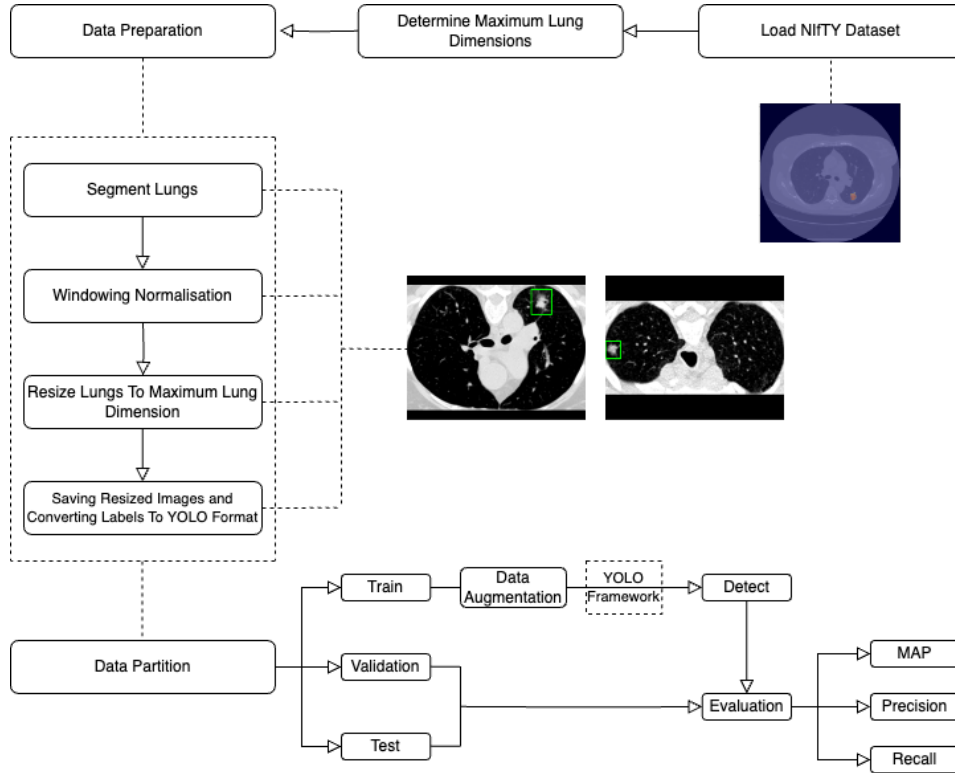 Data Preparation
Determine Maximum Lung
Dimensions
Load NIfTY Dataset
Segment Lungs
Windowing Normalisation
Resize Lungs To Maximum Lung
Dimension
Saving Resized Images and
Converting Labels To YOLO Format
Train
Data
Augmentation
YOLO
Framework
Detect
Data Partition
Validation
MAP
Evaluation
Precision
Test
Recall